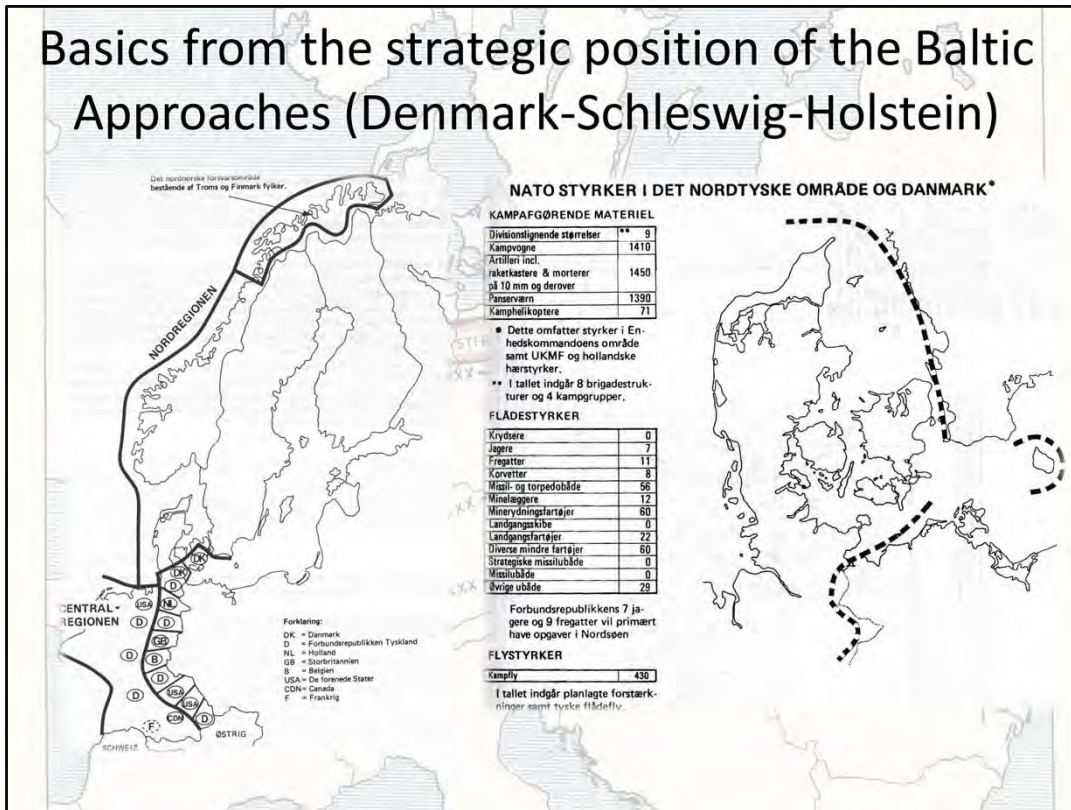 Basics from the strategic position of the Baltic
Approaches (Denmark-Schleswig-Holstein)
Det nordnorske forsvarsområde
bestående af Troms og Finmark fylker.
NORDREGIONEN
CENTRAL-
REGIONEN
DK
DK
D
USA
NL
D
D
GB
D
B
D
D
USA
USA
F
CDN
D
SCHWEIZ
ØSTRIG
Forklaring:
DK = Danmark
D = Forbundsrepublikken Tyskland
NL = Holland
GB = Storbritannien
B = Belgien
USA = De forenede Stater
CDN = Canada
F = Frankrig
NATO STYRKER I DET NORDTYSKE OMRÅDE OG DANMARK*
KAMPAFGØRENDE MATERIEL
Divisionslignende størrelser ** 9
Kampvogne 1410
Artilleri incl.
raketkastere & morterer 1450
på 10 mm og derover
Panserværn 1390
Kamphelikoptere 71
* Dette omfatter styrker i En-
hedskommandoens område
samt UKMF og hollandske
hærstyrker.
** I tallet indgår 8 brigadestruk-
turer og 4 kampgrupper.
FLÅDESTYRKER
Krydsere 0
Jagere 7
Fregatter 11
Korvetter 8
Missil- og torpedobåde 56
Minelæggere 12
Minerydningsfartøjer 60
Landgangsskibe 0
Landgangsfartøjer 22
Diverse mindre fartøjer 60
Strategiske missilubåde 0
Missilubåde 0
Øvrige ubåde 29
Forbundsrepublikkens 7 ja-
gere og 9 fregatter vil primært
have opgaver i Nordsøen
FLYSTYRKER
Kampfly 430
I tallet indgår planlagte forstærk-
ninger samt tyske flådefly.